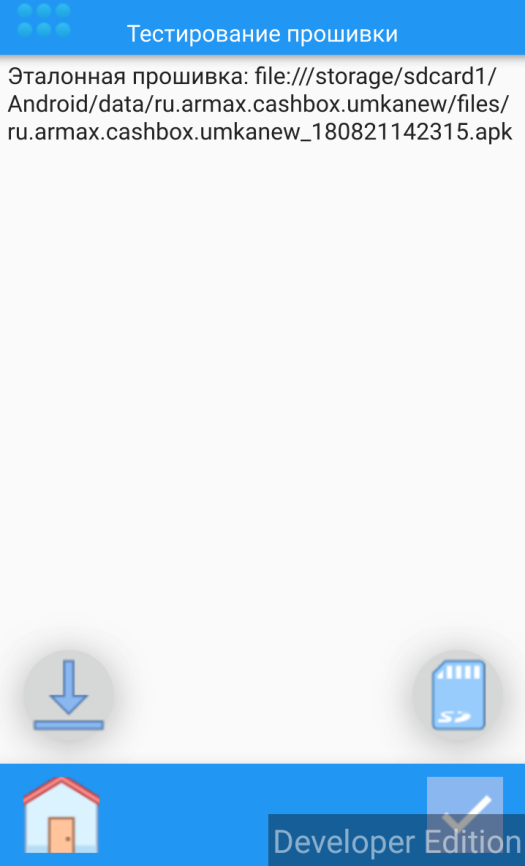 Тестирование прошивки
Эталонная прошивка: file:///storage/sdcard1/
Android/data/ru.armax.cashbox.umkanew/files/
ru.armax.cashbox.umkanew_180821142315.apk
SD
Developer Edition